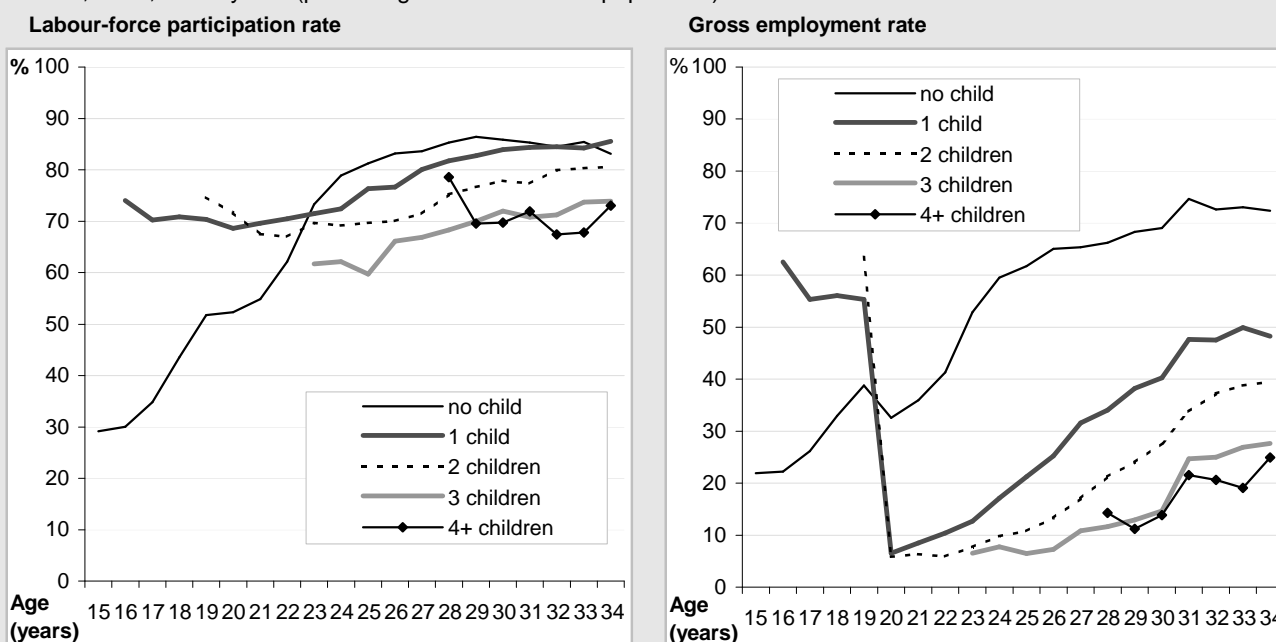 Labour-force participation rate
% 100
90
80
70
60
50
40
30
20
10
0
no child
1 child
2 children
3 children
4+ children
Age (years)
15 16 17 18 19 20 21 22 23 24 25 26 27 28 29 30 31 32 33 34
Gross employment rate
% 100
90
80
70
60
50
40
30
20
10
0
no child
1 child
2 children
3 children
4+ children
Age (years)
15 16 17 18 19 20 21 22 23 24 25 26 27 28 29 30 31 32 33 34